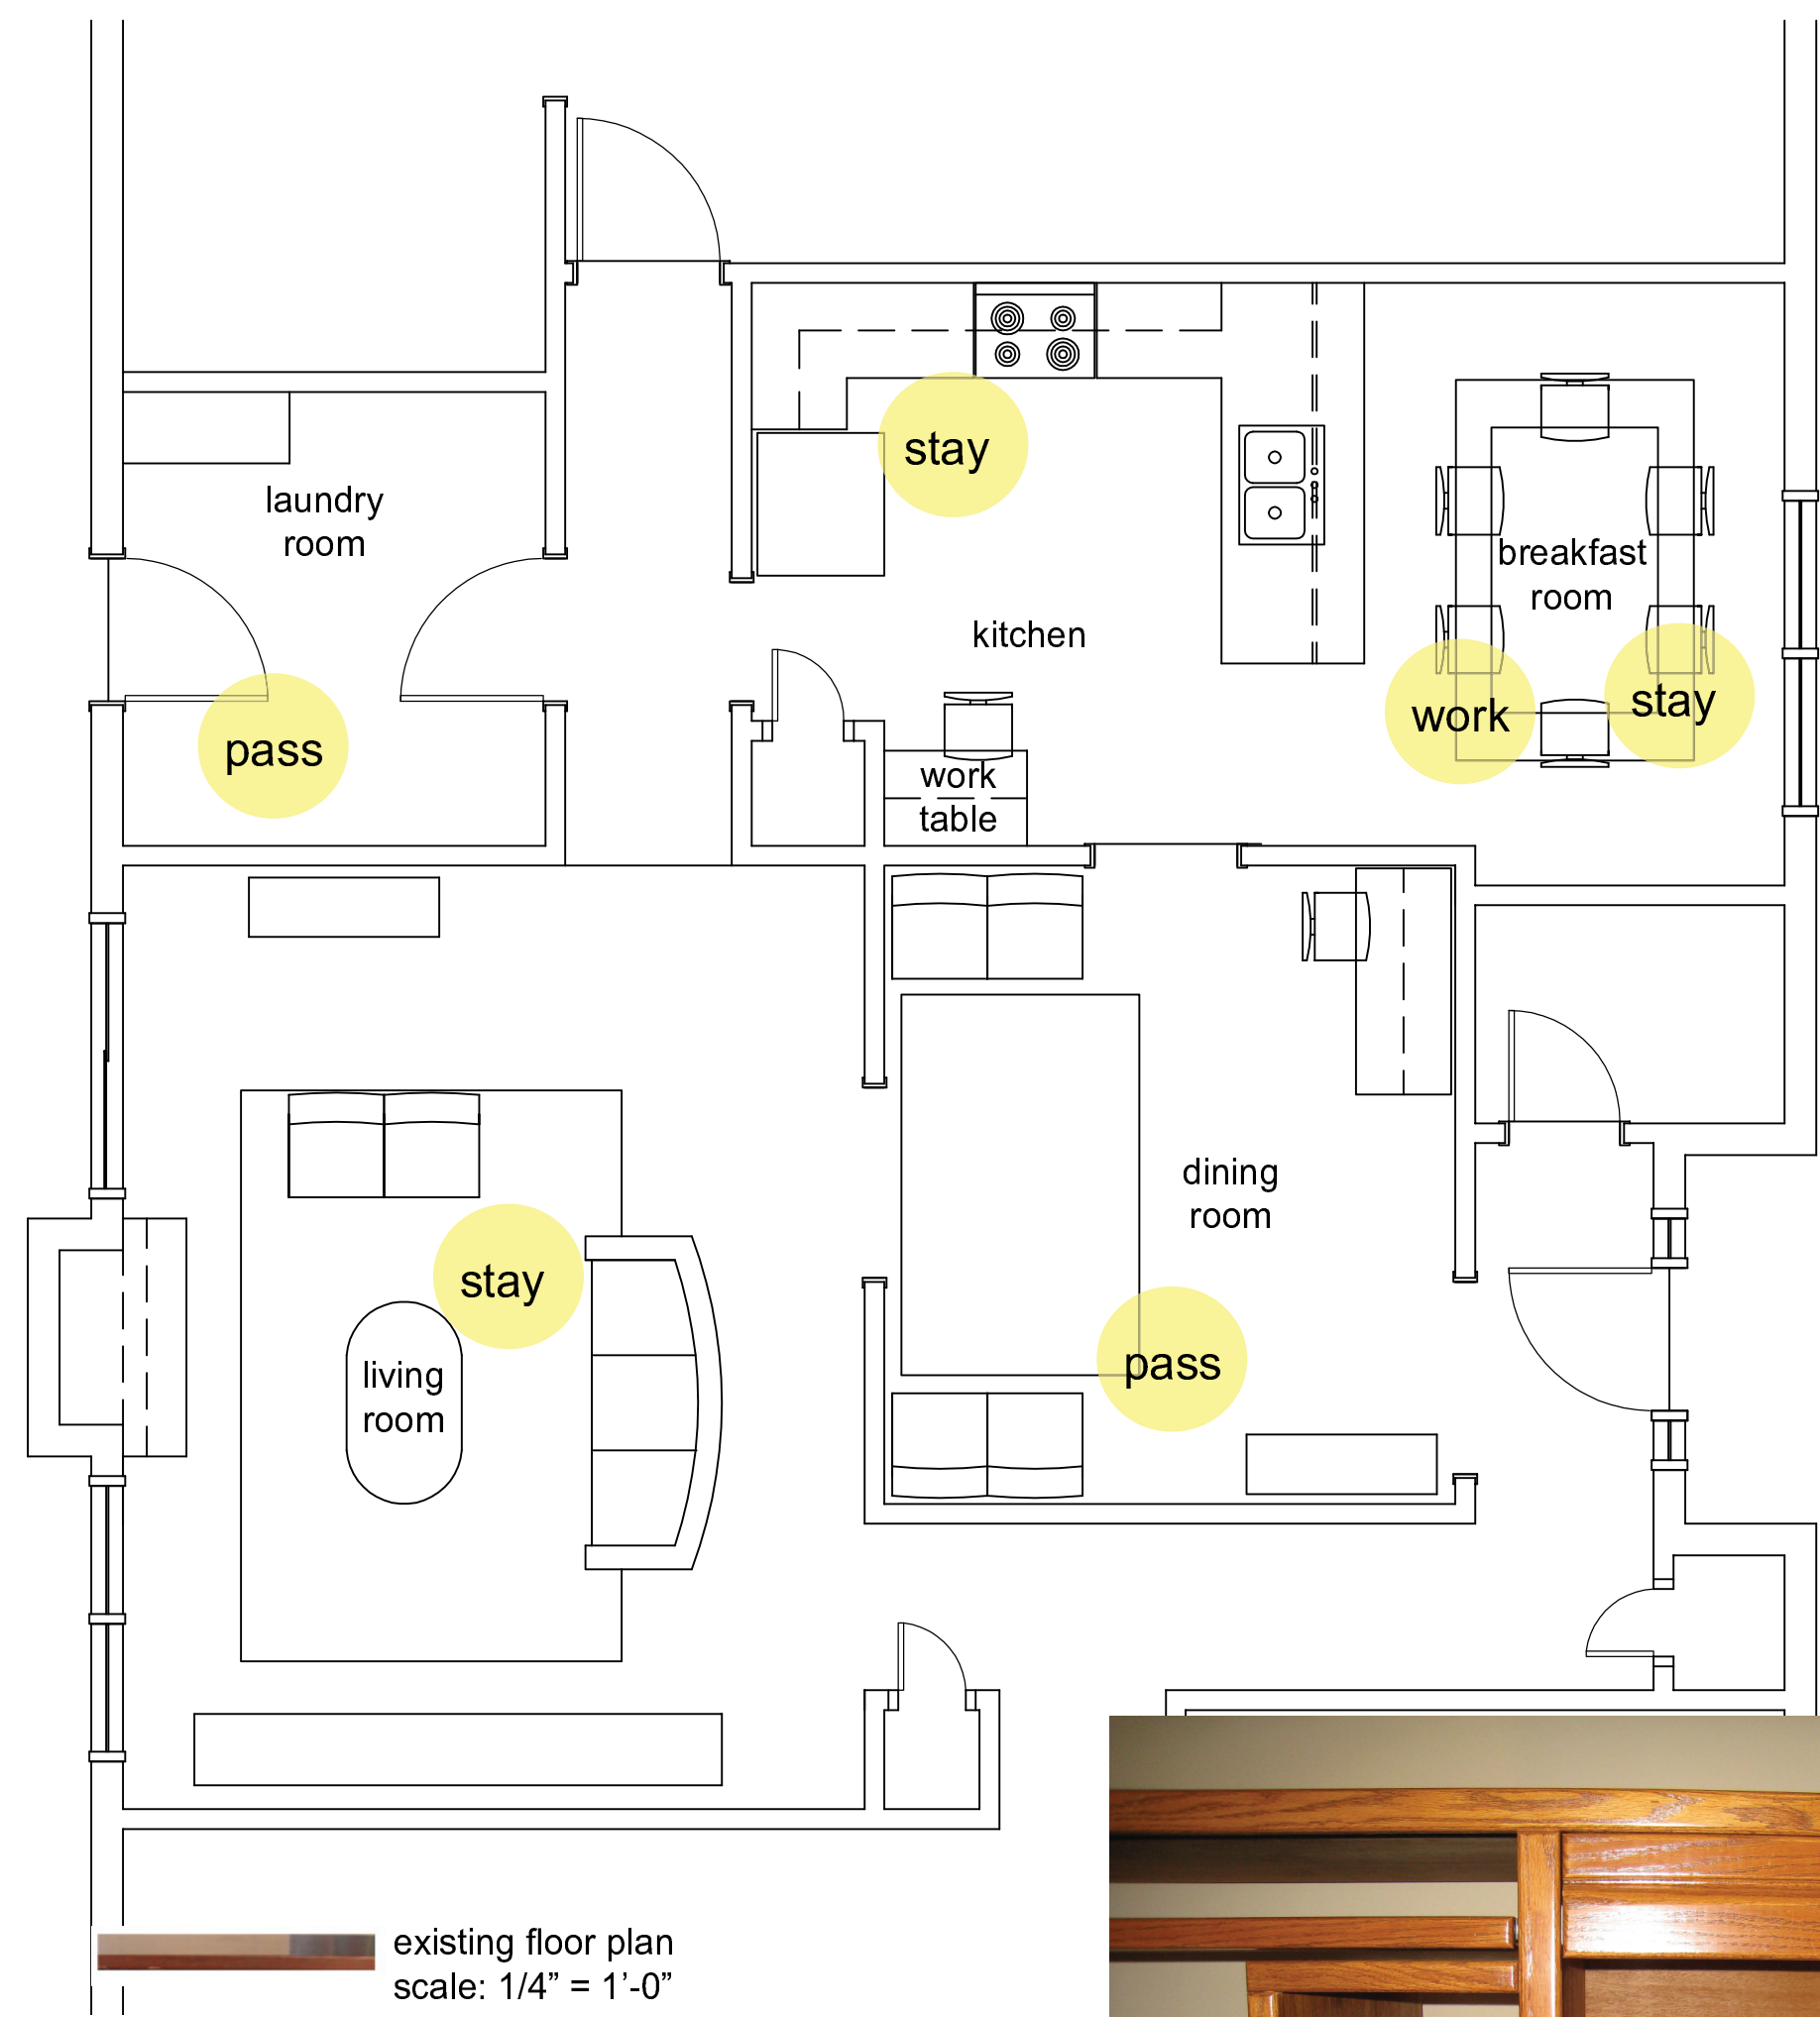 stay
laundry
room
breakfast
room
kitchen
work
stay
pass
work
table
dining
room
stay
pass
living
room
existing floor plan
scale: 1/4” = 1’-0”